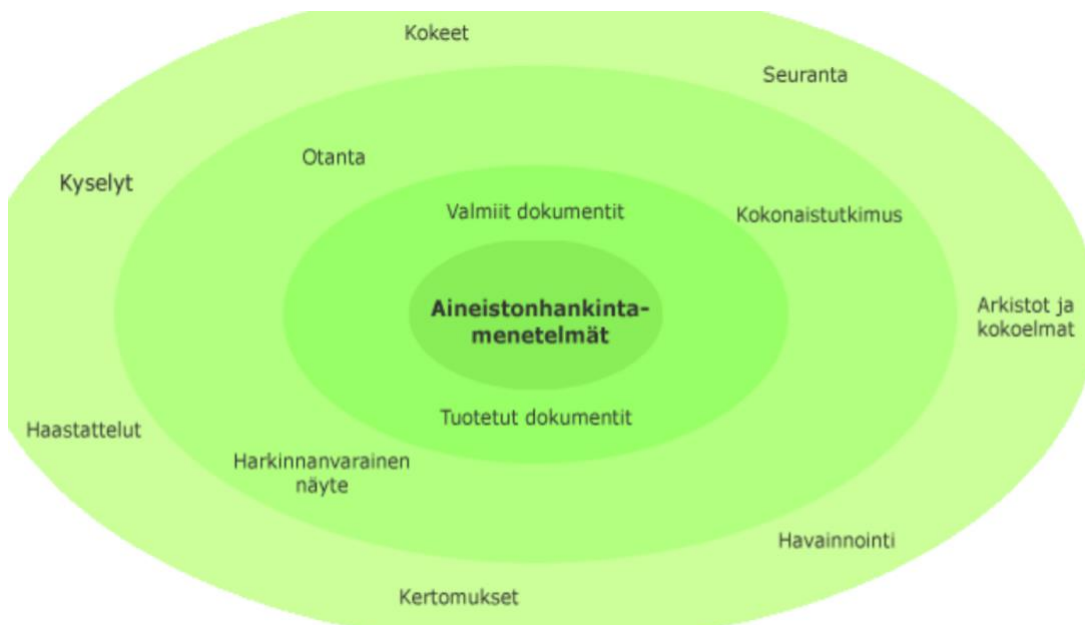 Kokeet
Seuranta
Otanta
Kyselyt
Valmiit dokumentit
Kokonaistutkimus
Aineistonhankinta-
menetelmät
Arkistot ja
kokoelmat
Tuotetut dokumentit
Haastattelut
Harkinnanvarainen
näyte
Havainnointi
Kertomukset